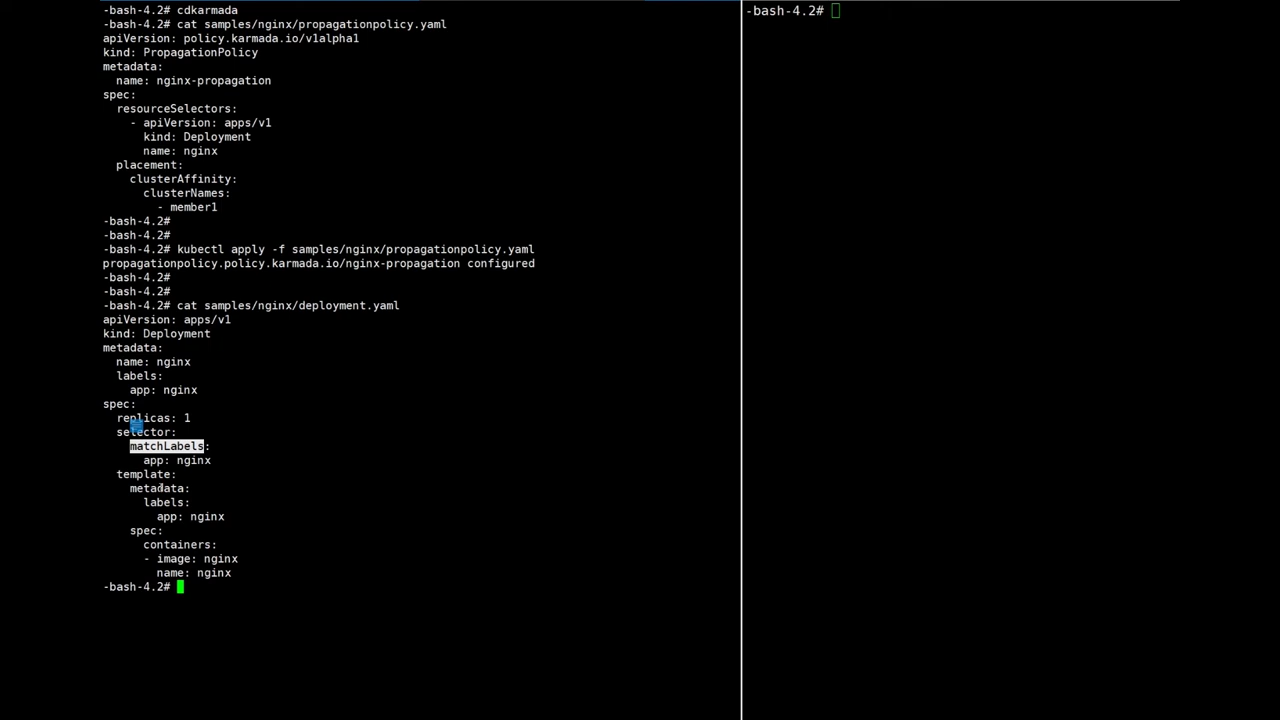 -bash-4.2# cdkarmada
-bash-4.2# cat samples/nginx/propagationpolicy.yaml
apiVersion: policy.karmada.io/v1alpha1
kind: PropagationPolicy
metadata:
  name: nginx-propagation
spec:
  resourceSelectors:
    - apiVersion: apps/v1
      kind: Deployment
      name: nginx
  placement:
    clusterAffinity:
      clusterNames:
        - member1
-bash-4.2#
-bash-4.2#
-bash-4.2# kubectl apply -f samples/nginx/propagationpolicy.yaml
propagationpolicy.policy.karmada.io/nginx-propagation configured
-bash-4.2#
-bash-4.2#
-bash-4.2# cat samples/nginx/deployment.yaml
apiVersion: apps/v1
kind: Deployment
metadata:
  name: nginx
  labels:
    app: nginx
spec:
  replicas: 1
  selector:
    matchLabels:
      app: nginx
  template:
    metadata:
      labels:
        app: nginx
    spec:
      containers:
      - image: nginx
        name: nginx
-bash-4.2#
-bash-4.2#